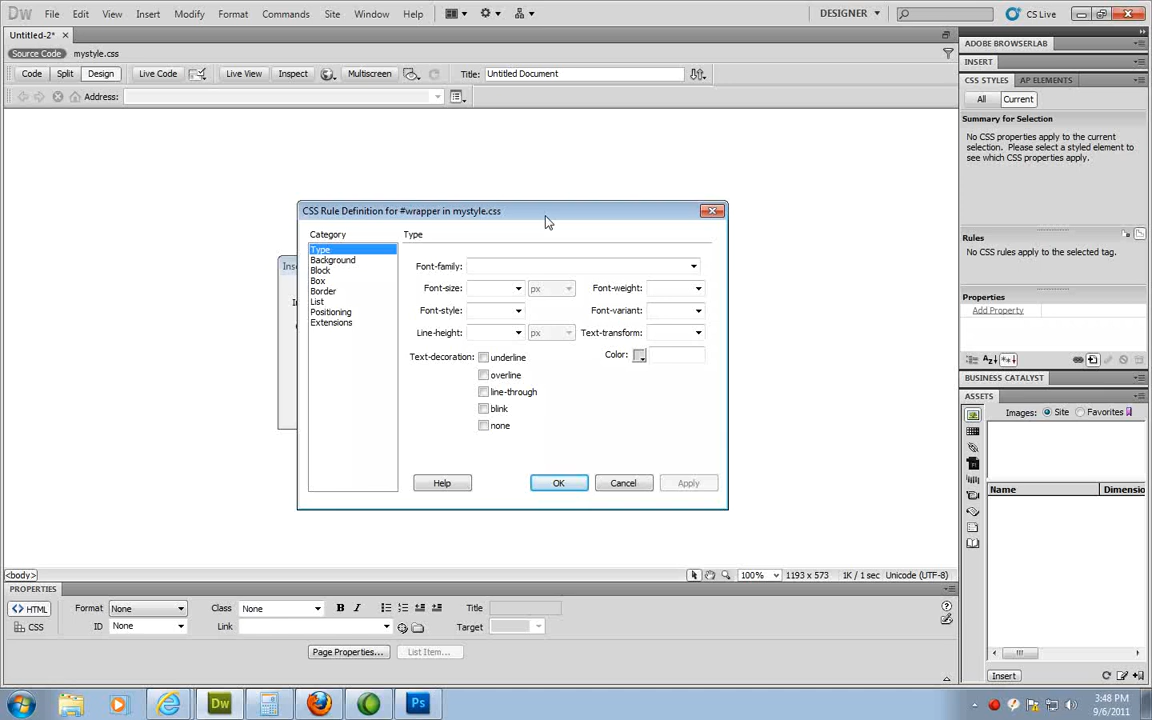 Dw File Edit View Insert Modify Format Commands Site Window Help DESIGNER CS Live
Untitled-2*
Source Code mystyle.css
Code Split Design Live Code Live View Inspect Multiscreen Title: Untitled Document
Address:
CSS Rule Definition for #wrapper in mystyle.css
Category
Type
Background
Block
Box
Border
List
Positioning
Extensions
Type
Font-family:
Font-size: px Font-weight:
Font-style: Font-variant:
Line-height: px Text-transform:
Text-decoration: underline Color:
overline
line-through
blink
none
Help OK Cancel Apply
ADOBE BROWSERLAB
INSERT
CSS STYLES AP ELEMENTS
All Current
Summary for Selection
No CSS properties apply to the current
selection. Please select a styled element to
see which CSS properties apply.
Rules
No CSS rules apply to the selected tag.
Properties
Add Property
BUSINESS CATALYST
ASSETS
Images: Site Favorites
Name Dimensio
Insert
<body> 100% 1193 x 573 1K / 1 sec Unicode (UTF-8)
PROPERTIES
HTML Format None Class None B I Title
CSS ID None Link Target
Page Properties... List Item...
Dw Ps
3:48 PM
9/6/2011